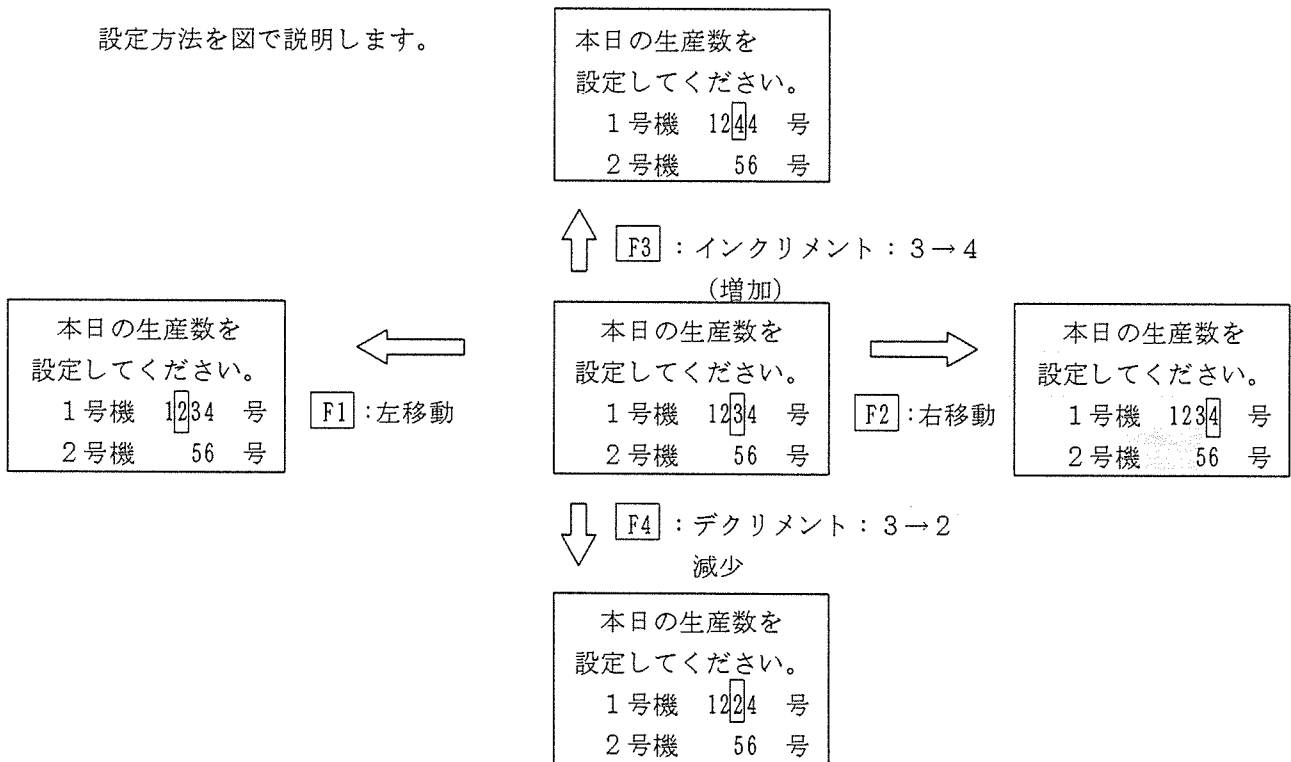 設定方法を図で説明します。
本日の生産数を
設定してください。
1号機 1244 号
2号機 56 号
F3 : インクリメント : 3→4
(増加)
本日の生産数を
設定してください。
1号機 1234 号
2号機 56 号
F1 :左移動
本日の生産数を
設定してください。
1号機 1234 号
2号機 56 号
F2 :右移動
本日の生産数を
設定してください。
1号機 1234 号
2号機 56 号
F4 : デクリメント : 3→2
減少
本日の生産数を
設定してください。
1号機 1224 号
2号機 56 号